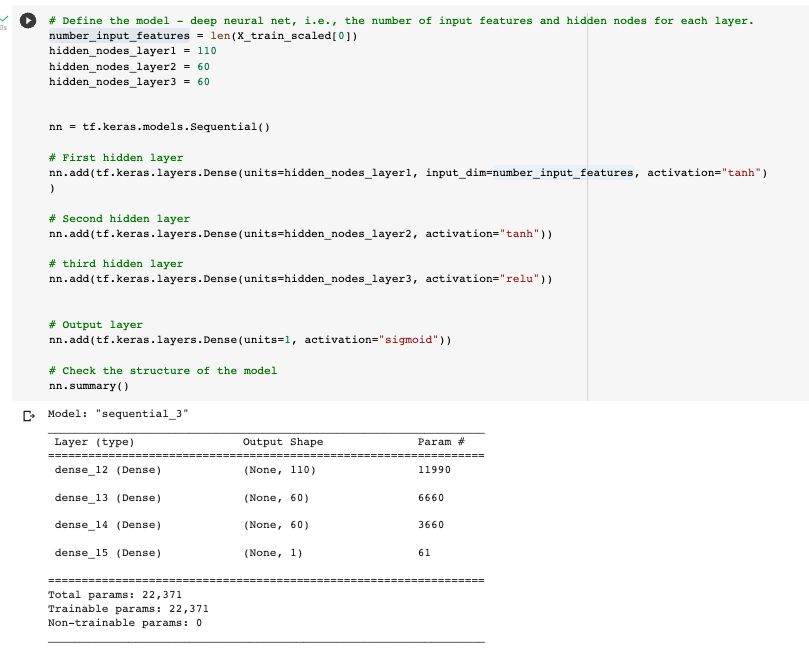 # Define the model - deep neural net, i.e., the number of input features and hidden nodes for each layer.
number_input_features = len(X_train_scaled[0])
hidden_nodes_layer1 = 110
hidden_nodes_layer2 = 60
hidden_nodes_layer3 = 60
nn = tf.keras.models.Sequential()
# First hidden layer
nn.add(tf.keras.layers.Dense(units=hidden_nodes_layer1, input_dim=number_input_features, activation="tanh")
)
# Second hidden layer
nn.add(tf.keras.layers.Dense(units=hidden_nodes_layer2, activation="tanh"))
# third hidden layer
nn.add(tf.keras.layers.Dense(units=hidden_nodes_layer3, activation="relu"))
# Output layer
nn.add(tf.keras.layers.Dense(units=1, activation="sigmoid"))
# Check the structure of the model
nn.summary()
Model: "sequential_3"
Layer (type) Output Shape Param #
=================================================================
dense_12 (Dense) (None, 110) 11990
dense_13 (Dense) (None, 60) 6660
dense_14 (Dense) (None, 60) 3660
dense_15 (Dense) (None, 1) 61
=================================================================
Total params: 22,371
Trainable params: 22,371
Non-trainable params: 0